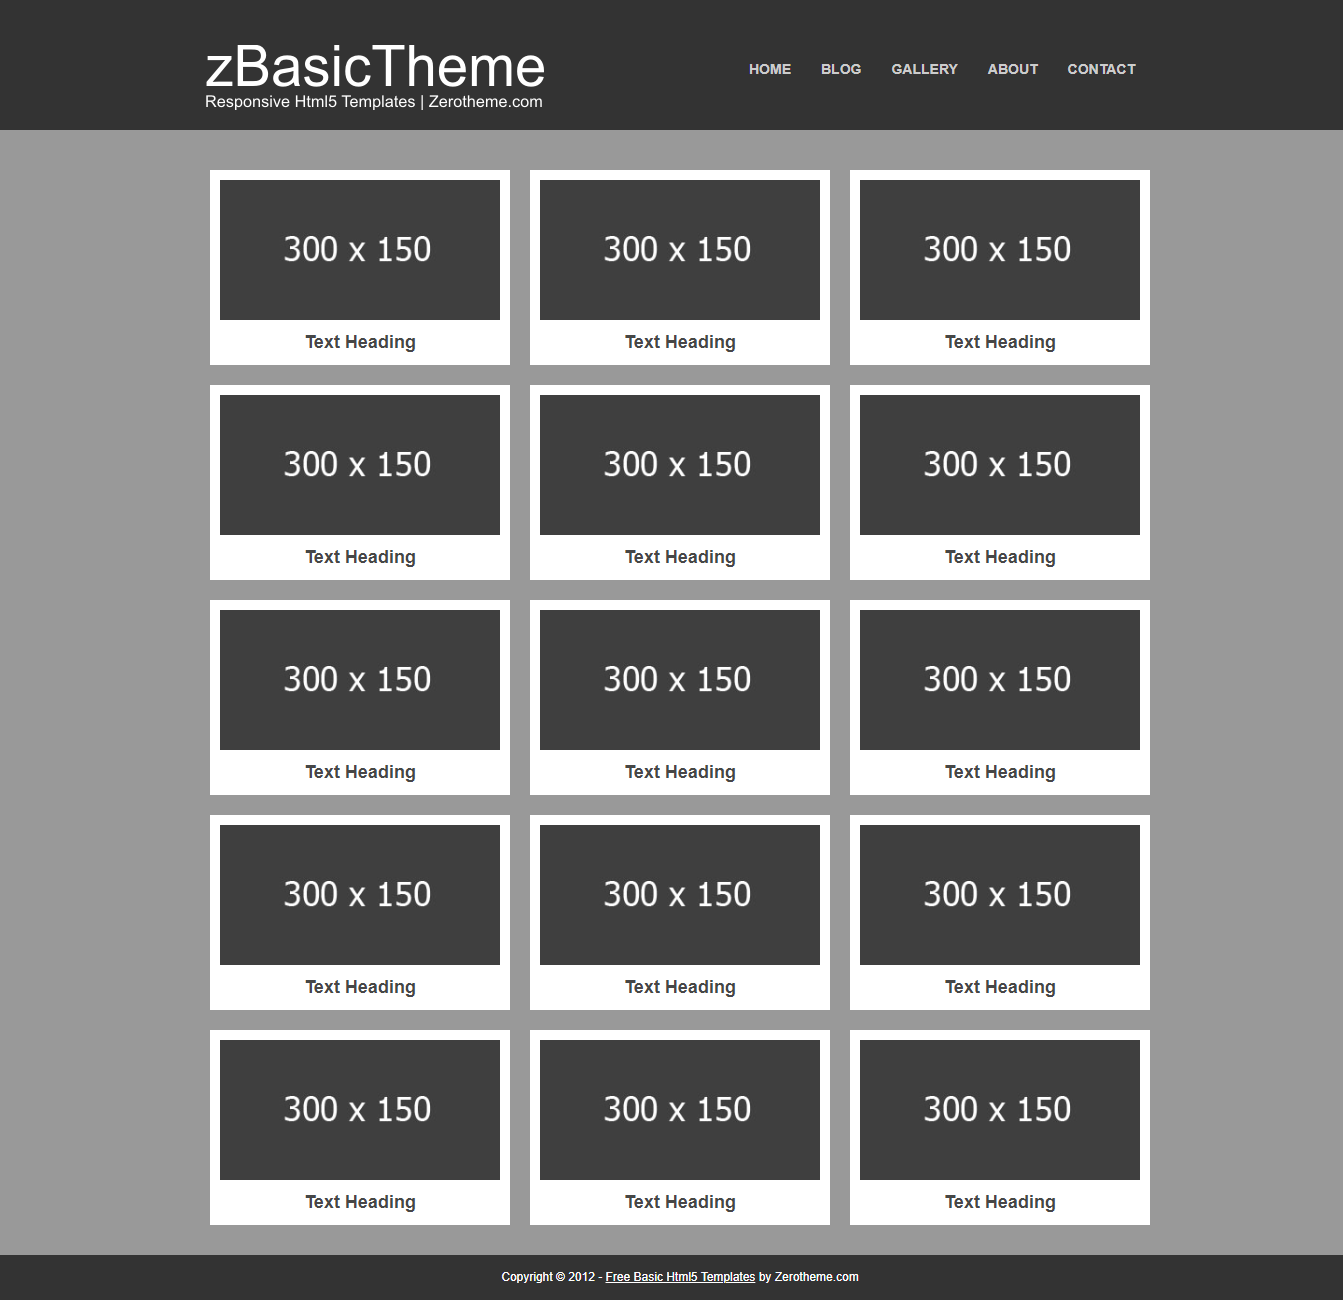 zBasicTheme
Responsive Html5 Templates | Zerotheme.com
HOME BLOG GALLERY ABOUT CONTACT
300 x 150 300 x 150 300 x 150
Text Heading Text Heading Text Heading
300 x 150 300 x 150 300 x 150
Text Heading Text Heading Text Heading
300 x 150 300 x 150 300 x 150
Text Heading Text Heading Text Heading
300 x 150 300 x 150 300 x 150
Text Heading Text Heading Text Heading
300 x 150 300 x 150 300 x 150
Text Heading Text Heading Text Heading
Copyright © 2012 - Free Basic Html5 Templates by Zerotheme.com